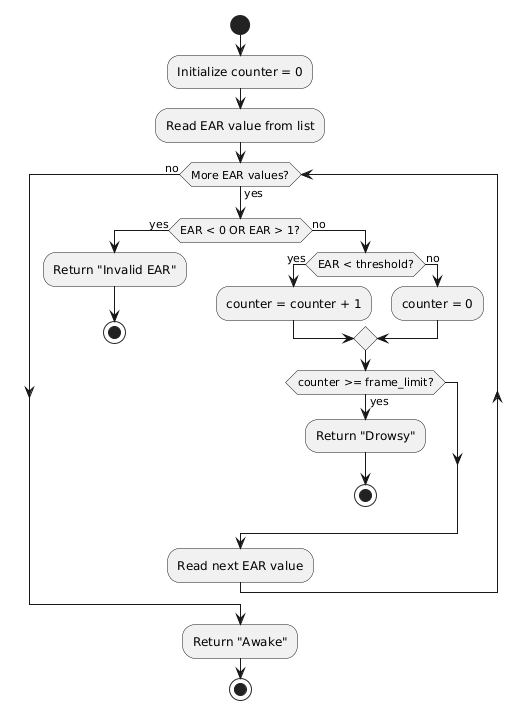 Initialize counter = 0
Read EAR value from list
no
More EAR values?
yes
yes
EAR < 0 OR EAR > 1?
no
Return "Invalid EAR"
yes
EAR < threshold?
no
counter = counter + 1
counter = 0
counter >= frame_limit?
yes
Return "Drowsy"
Read next EAR value
Return "Awake"